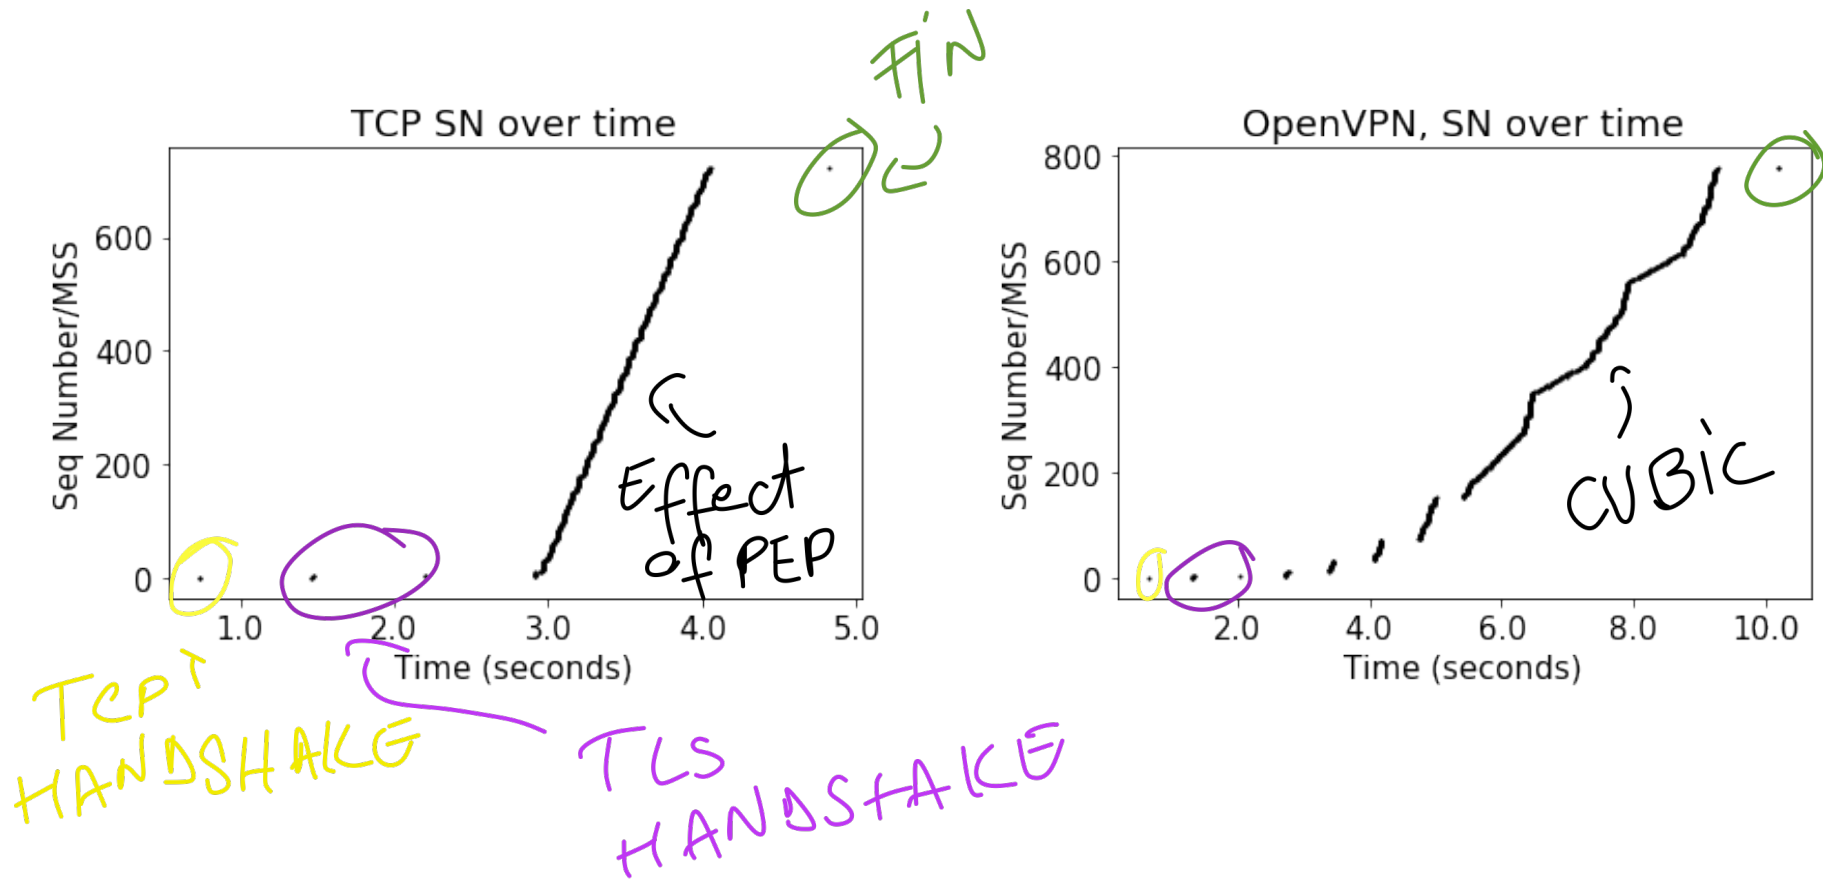 FiN
TCP SN over time
Seq Number/MSS
600
400
200
0
1.0
2.0
3.0
4.0
5.0
Time (seconds)
Effect
of PEP
TCP
HANDSHAKE
TLS
HANDSHAKE
OpenVPN, SN over time
Seq Number/MSS
800
600
400
200
0
2.0
4.0
6.0
8.0
10.0
Time (seconds)
CUBiC